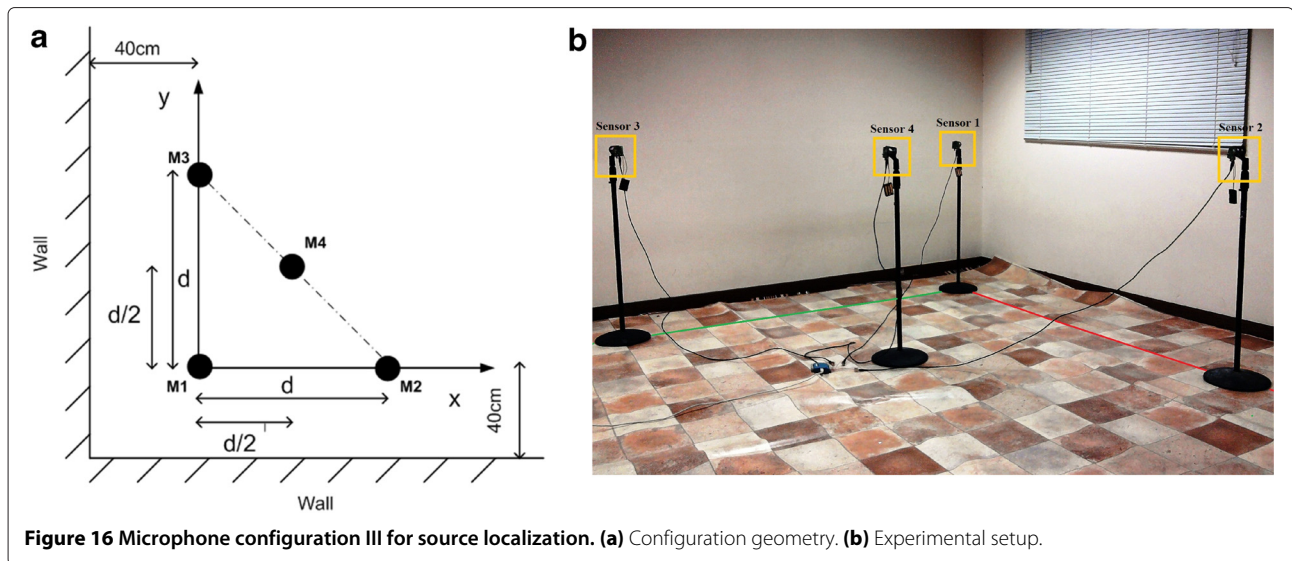 a
40cm
y
M3
Wall
d
M4
d/2
M1
d
M2
x
40cm
d/2
Wall
b
Sensor 3
Sensor 4
Sensor 1
Sensor 2
Figure 16 Microphone configuration III for source localization. (a) Configuration geometry. (b) Experimental setup.